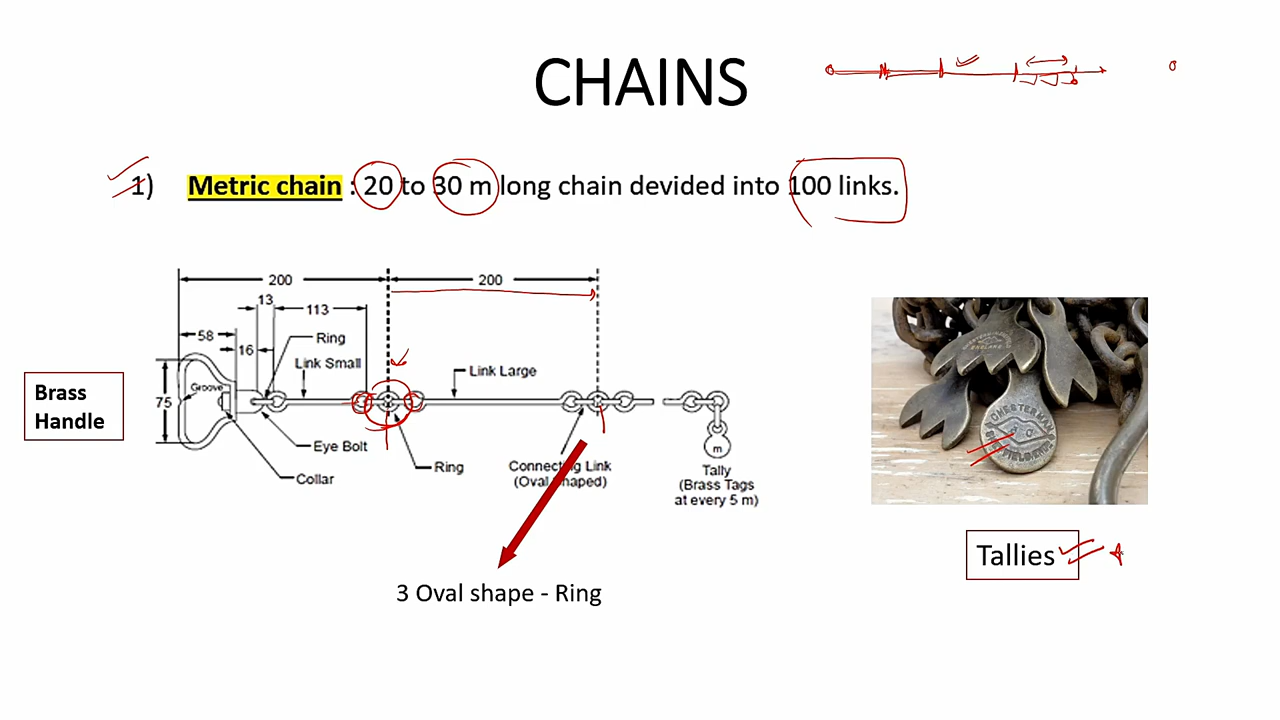 CHAINS
1) Metric chain : 20 to 30 m long chain devided into 100 links.
200
200
13
113
58
16
Ring
Link Small
Link Large
Groove
75
Brass
Handle
Eye Bolt
Collar
Ring
Connecting Link
(Oval Shaped)
m
Tally
(Brass Tags
at every 5 m)
CHESTERMAN
ENGLAND
Tallies
3 Oval shape - Ring